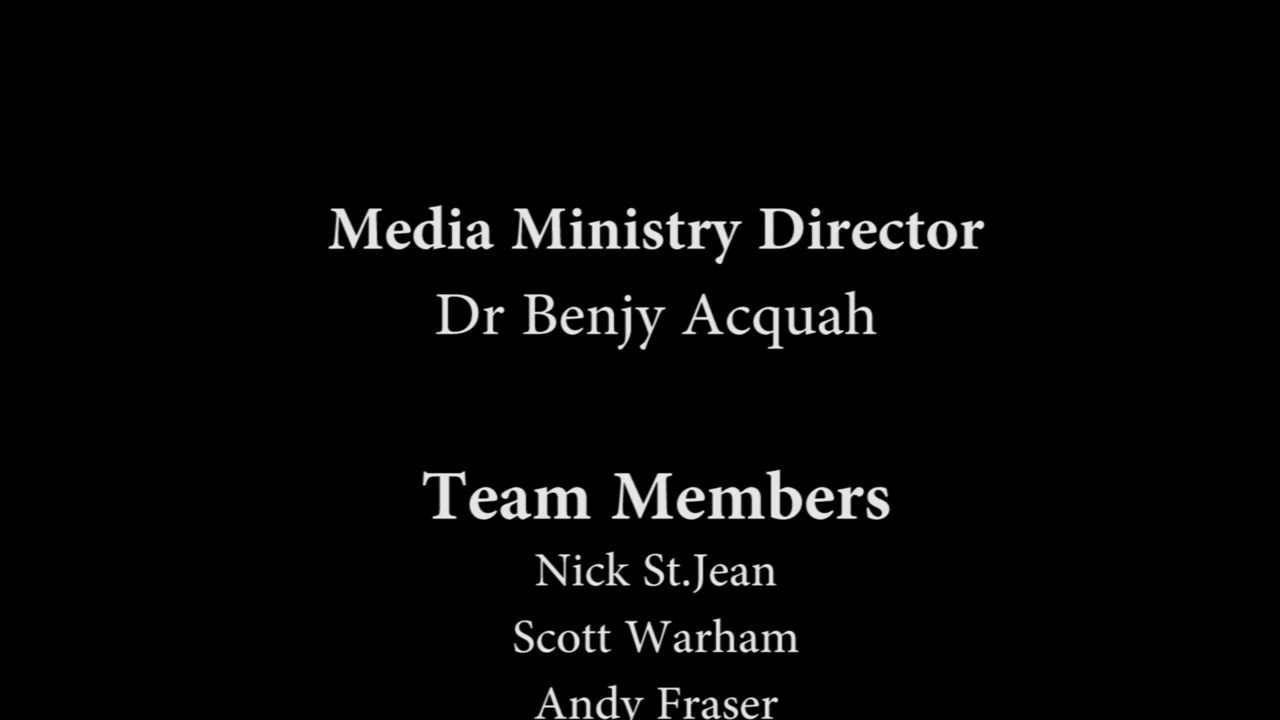 Media Ministry Director
Dr Benjy Acquah
Team Members
Nick St.Jean
Scott Warham
Andy Fraser